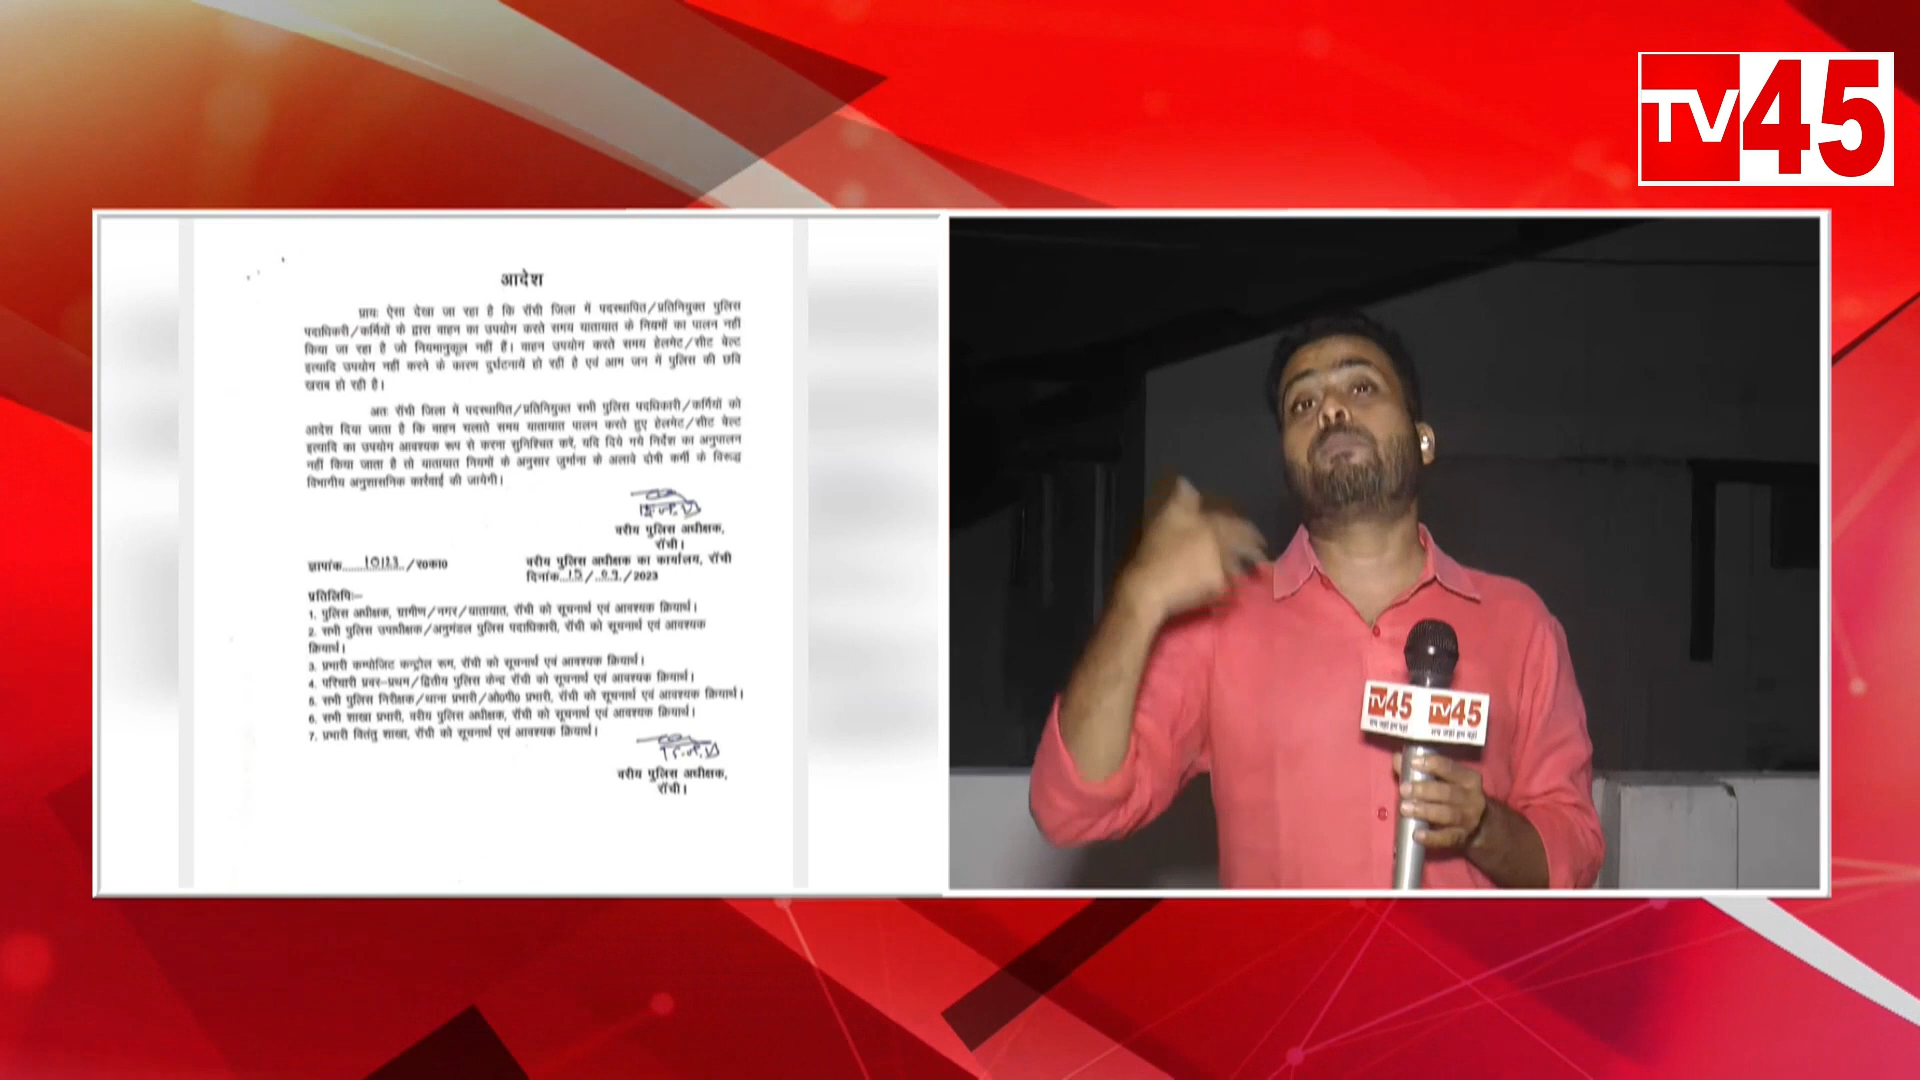 TV45
आदेश
प्रायः ऐसा देखा जा रहा है कि राँची जिला में पदस्थापित/प्रतिनियुक्त पुलिस
पदाधिकारी/कर्मियों के द्वारा वाहन का उपयोग करते समय यातायात के नियमों का पालन नहीं
किया जा रहा है जो नियमानुकूल नहीं है। वाहन उपयोग करते समय हेलमेट/सीट बेल्ट
इत्यादि उपयोग नहीं करने के कारण दुर्घटनायें हो रही है एवं आम जन में पुलिस की छवि
खराब हो रही है।
अतः राँची जिला में पदस्थापित/प्रतिनियुक्त सभी पुलिस पदधिकारी/कर्मियों को
आदेश दिया जाता है कि वाहन चलाते समय यातायात पालन करते हुए हेलमेट/सीट बेल्ट
इत्यादि का उपयोग आवश्यक रूप से करना सुनिश्चित करें, यदि दिये गये निर्देश का अनुपालन
नहीं किया जाता है तो यातायात नियमों के अनुसार जुर्माना के अलावे दोषी कर्मी के विरूद्ध
विभागीय अनुशासनिक कार्रवाई की जायेगी।
वरीय पुलिस अधीक्षक,
राँची।
ज्ञापांक....../र०का०
वरीय पुलिस अधीक्षक का कार्यालय, राँची
दिनांक...15/..09./2023
प्रतिलिपिः–
1. पुलिस अधीक्षक, ग्रामीण/नगर/यातायात, राँची को सूचनार्थ एवं आवश्यक क्रियार्थ।
2. सभी पुलिस उपाधीक्षक/अनुमंडल पुलिस पदाधिकारी, राँची को सूचनार्थ एवं आवश्यक
क्रियार्थ।
3. प्रभारी कम्पोजिट कन्ट्रोल रूम, राँची को सूचनार्थ एवं आवश्यक क्रियार्थ।
4. परिचारी प्रवर–प्रथम/द्वितीय पुलिस केन्द्र राँची को सूचनार्थ एवं आवश्यक क्रियार्थ।
5. सभी पुलिस निरीक्षक/थाना प्रभारी/ओ०पी० प्रभारी, राँची को सूचनार्थ एवं आवश्यक क्रियार्थ।
6. सभी शाखा प्रभारी, वरीय पुलिस अधीक्षक, राँची को सूचनार्थ एवं आवश्यक क्रियार्थ।
7. प्रभारी वितंतु शाखा, राँची को सूचनार्थ एवं आवश्यक क्रियार्थ।
वरीय पुलिस अधीक्षक,
राँची।
TV45 TV45